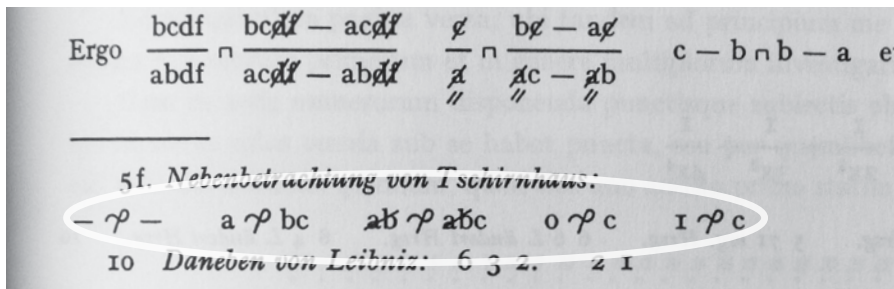 bcdf bcdf — acdf c bc — ac
Ergo ⊓ ⊓ c — b ⊓ b — a
abdf acdf — abdf a ac — ab
5f. Nebenbetrachtung von Tschirnhaus:
— ∝ — a ∝ bc ab ∝ abc 0 ∝ c 1 ∝ c
10 Daneben von Leibniz: 6 3 2. 2 1